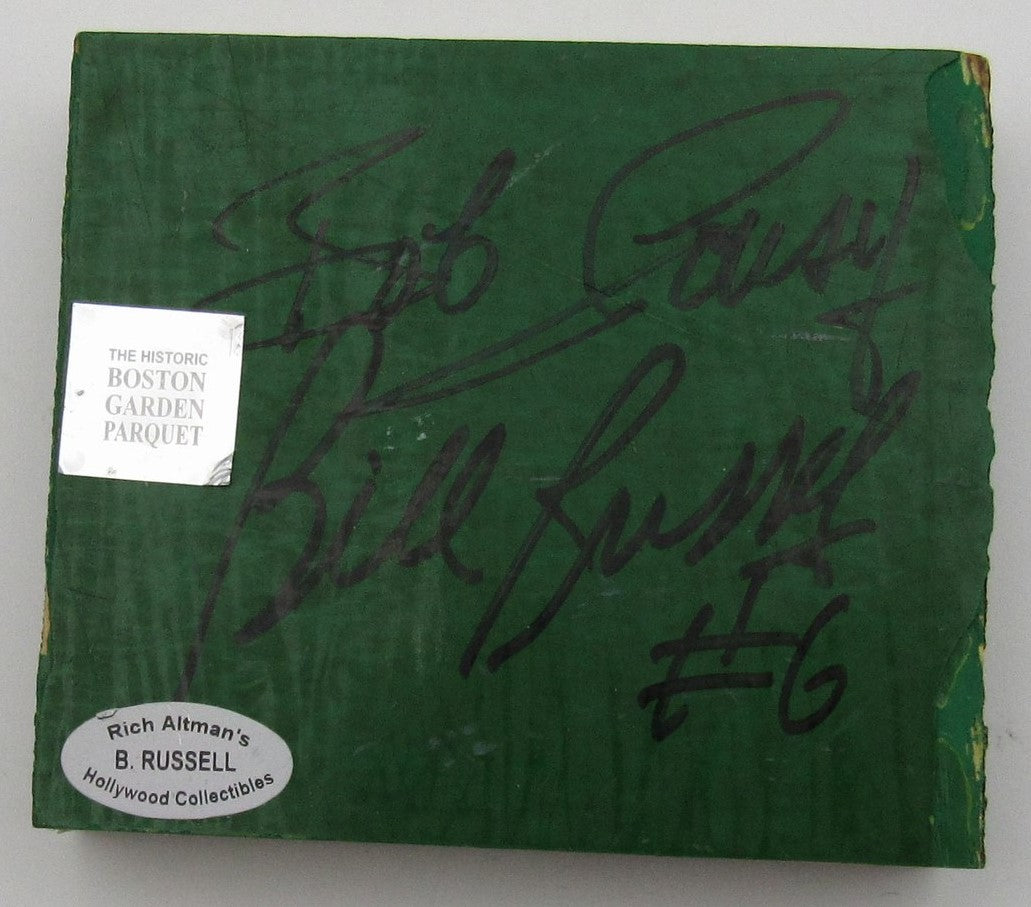 Bob Cousy
THE HISTORIC
BOSTON
GARDEN
PARQUET
Bill Russell
#6
Rich Altman's
B. RUSSELL
Hollywood Collectibles